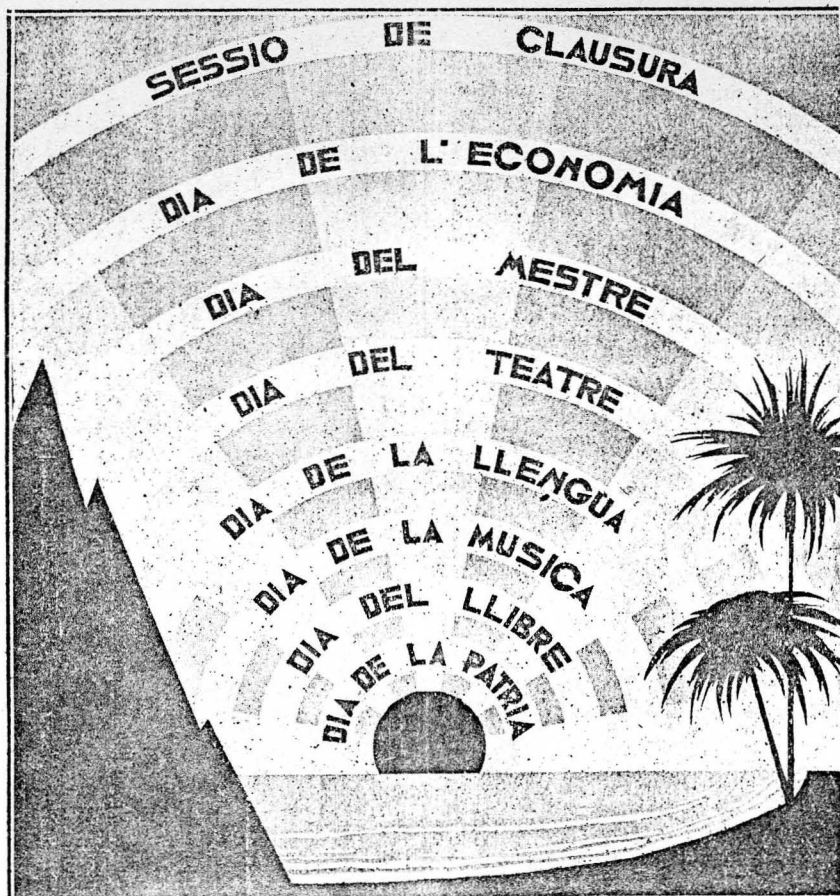 SESSIO DE CLAUSURA
DIA DE L'ECONOMIA
DIA DEL MESTRE
DIA DEL TEATRE
DIA DE LA LLENGUA
DIA DE LA MUSICA
DIA DEL LLIBRE
DIA DE LA PATRIA